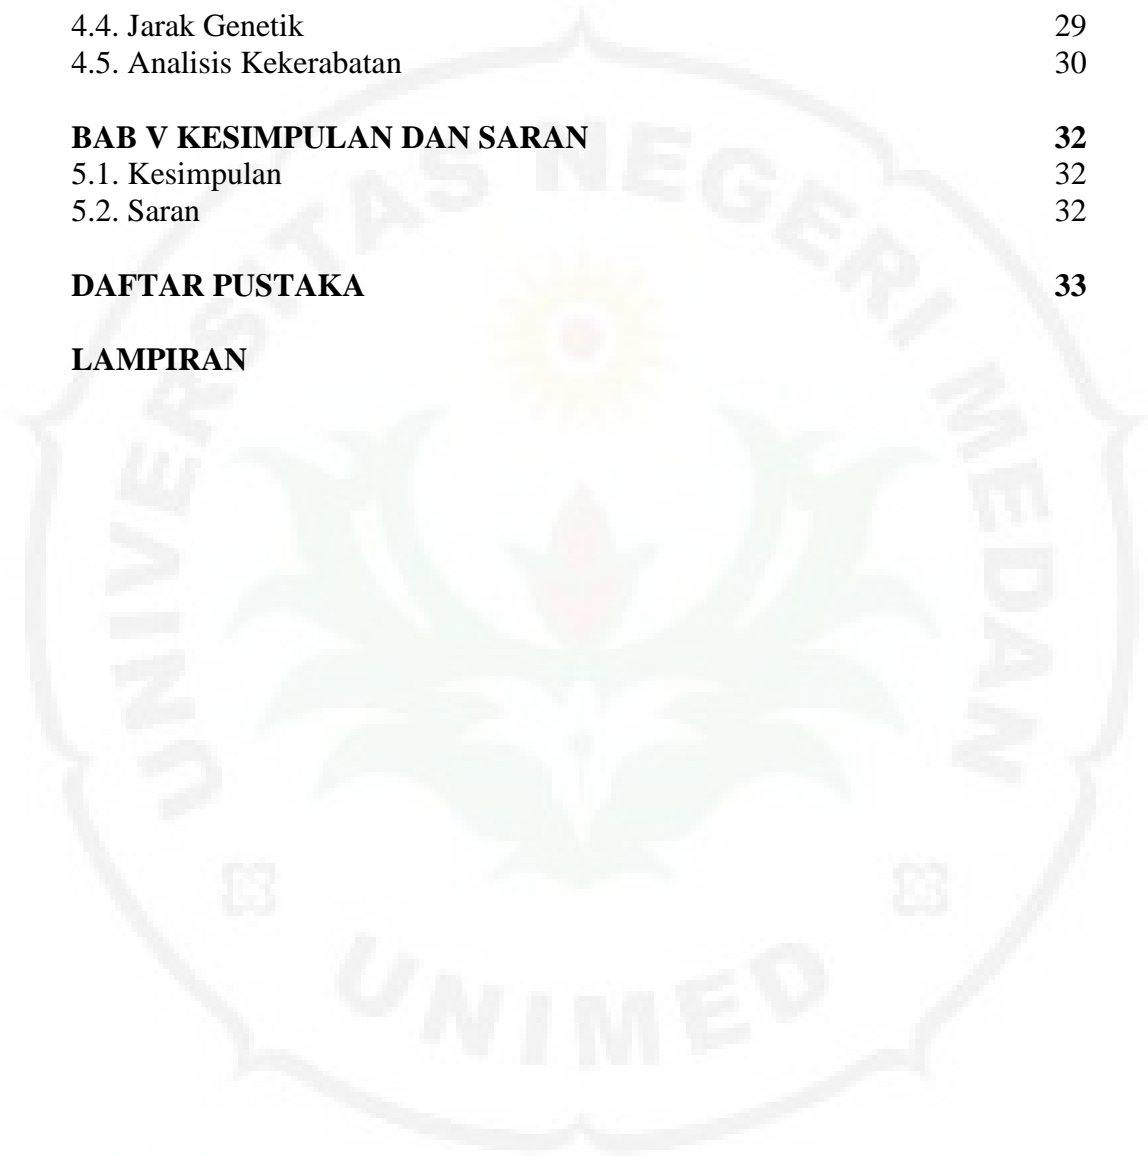 4.4. Jarak Genetik 29
4.5. Analisis Kekerabatan 30
BAB V KESIMPULAN DAN SARAN 32
5.1. Kesimpulan 32
5.2. Saran 32
DAFTAR PUSTAKA 33
LAMPIRAN
UNIVERSITAS NEGERI MEDAN
UNIMED